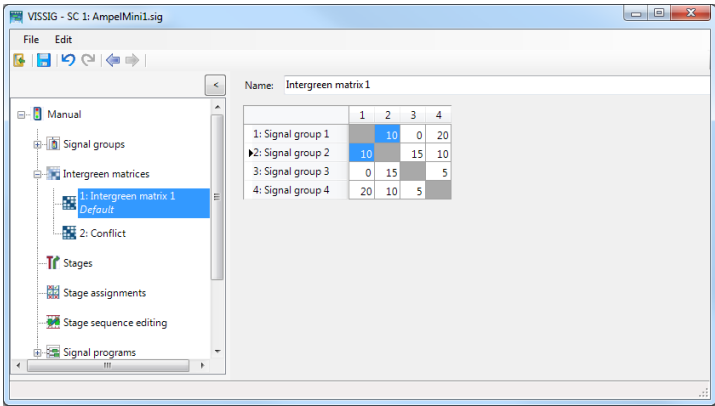 VISSIG - SC 1: AmpelMini1.sig
File Edit
<
Name: Intergreen matrix 1
Manual
Signal groups
Intergreen matrices
1: Intergreen matrix 1
Default
2: Conflict
Stages
Stage assignments
Stage sequence editing
Signal programs
1 2 3 4
1: Signal group 1 10 0 20
2: Signal group 2 10 15 10
3: Signal group 3 0 15 5
4: Signal group 4 20 10 5